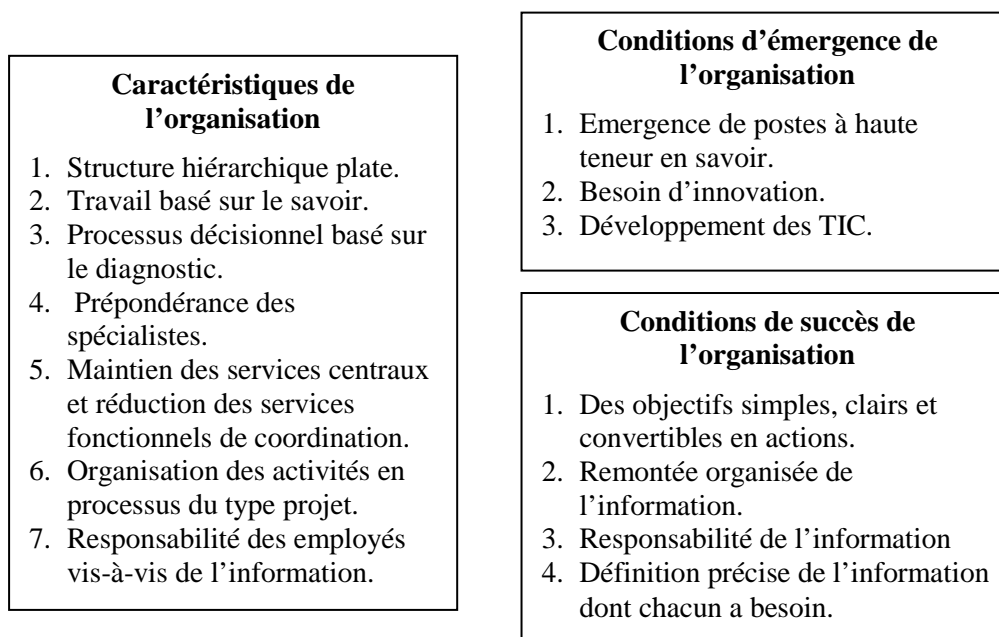 Caractéristiques de
l’organisation
1. Structure hiérarchique plate.
2. Travail basé sur le savoir.
3. Processus décisionnel basé sur
le diagnostic.
4. Prépondérance des
spécialistes.
5. Maintien des services centraux
et réduction des services
fonctionnels de coordination.
6. Organisation des activités en
processus du type projet.
7. Responsabilité des employés
vis-à-vis de l’information.
Conditions d’émergence de
l’organisation
1. Emergence de postes à haute
teneur en savoir.
2. Besoin d’innovation.
3. Développement des TIC.
Conditions de succès de
l’organisation
1. Des objectifs simples, clairs et
convertibles en actions.
2. Remontée organisée de
l’information.
3. Responsabilité de l’information
4. Définition précise de l’information
dont chacun a besoin.